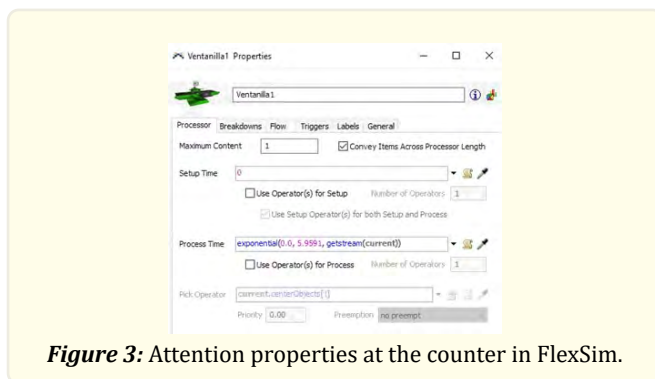 Ventanilla1 Properties
Ventanilla1
Processor Breakdowns Flow Triggers Labels General
Maximum Content 1 Convey Items Across Processor Length
Setup Time 0
Use Operator(s) for Setup Number of Operators 1
Use Setup Operator(s) for both Setup and Process
Process Time exponential(0.0, 5.9591, getstream(current))
Use Operator(s) for Process Number of Operators 1
Pick Operator current.centerObjects[1]
Priority 0.00 Preemption no preempt
Figure 3: Attention properties at the counter in FlexSim.